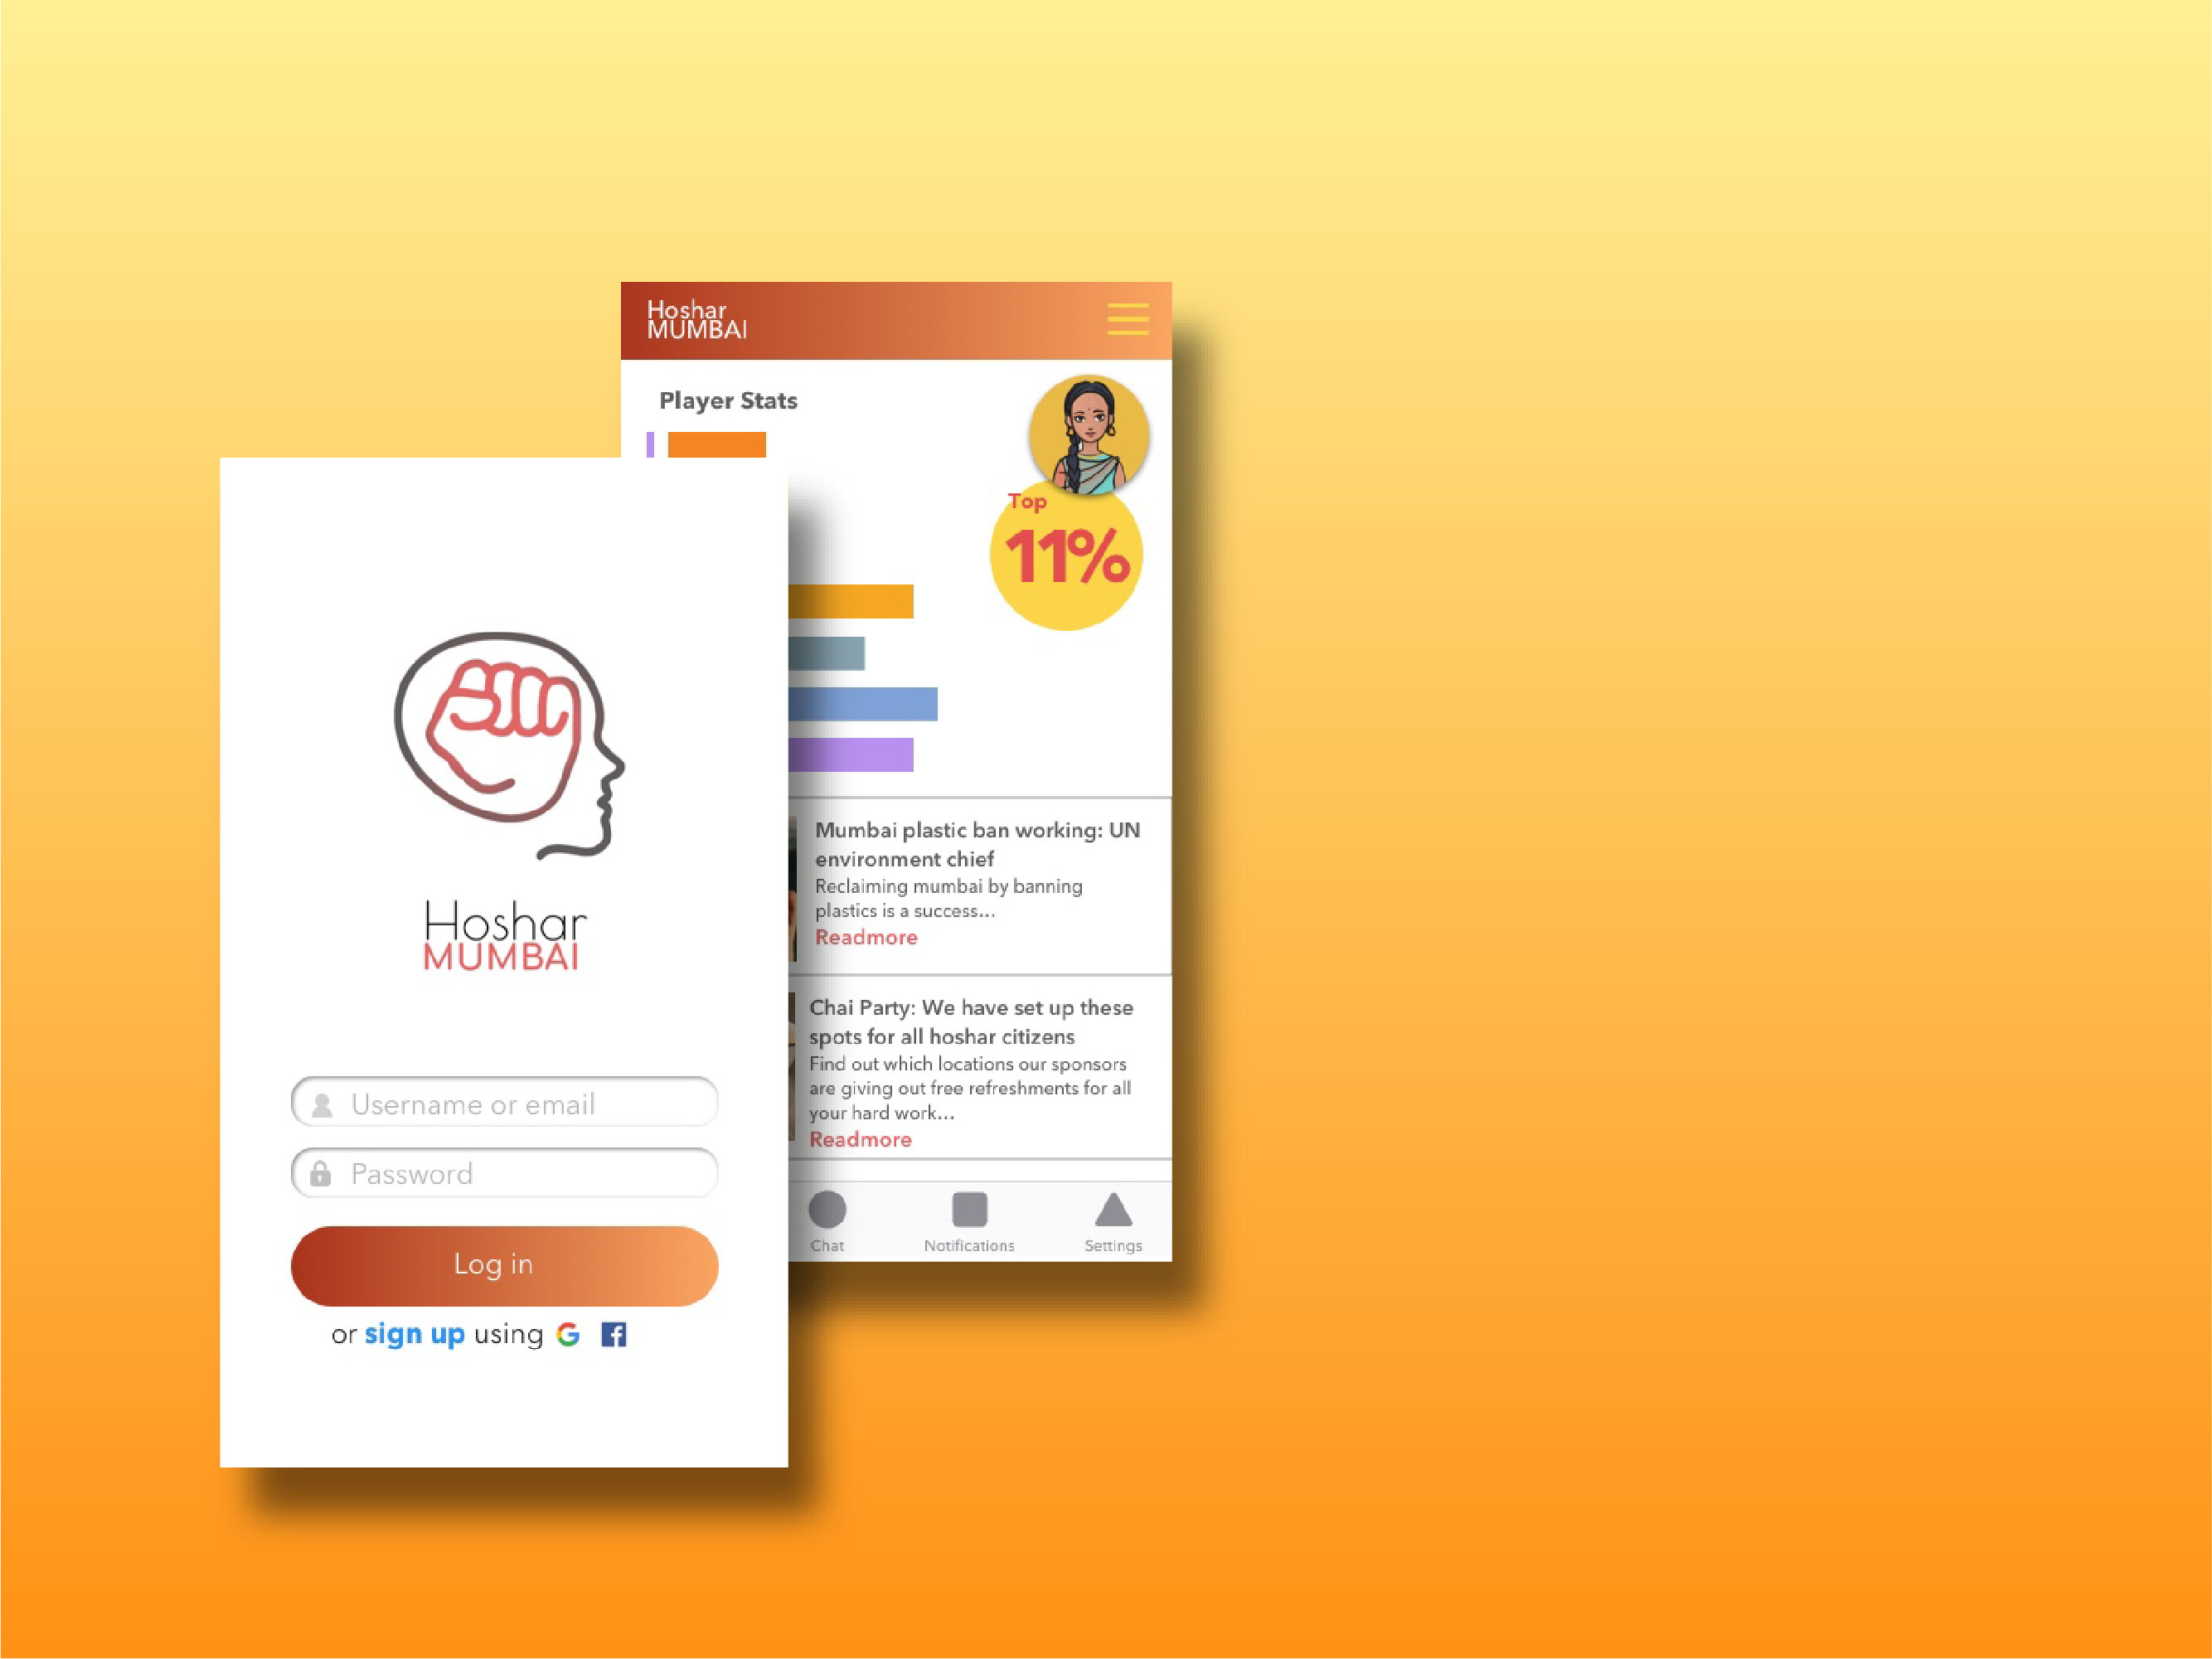 Hoshar
MUMBAI
Username or email
Password
Log in
or sign up using
Hoshar
MUMBAI
Player Stats
Top
11%
Mumbai plastic ban working: UN
environment chief
Reclaiming mumbai by banning
plastics is a success...
Readmore
Chai Party: We have set up these
spots for all hoshar citizens
Find out which locations our sponsors
are giving out free refreshments for all
your hard work...
Readmore
Chat
Notifications
Settings